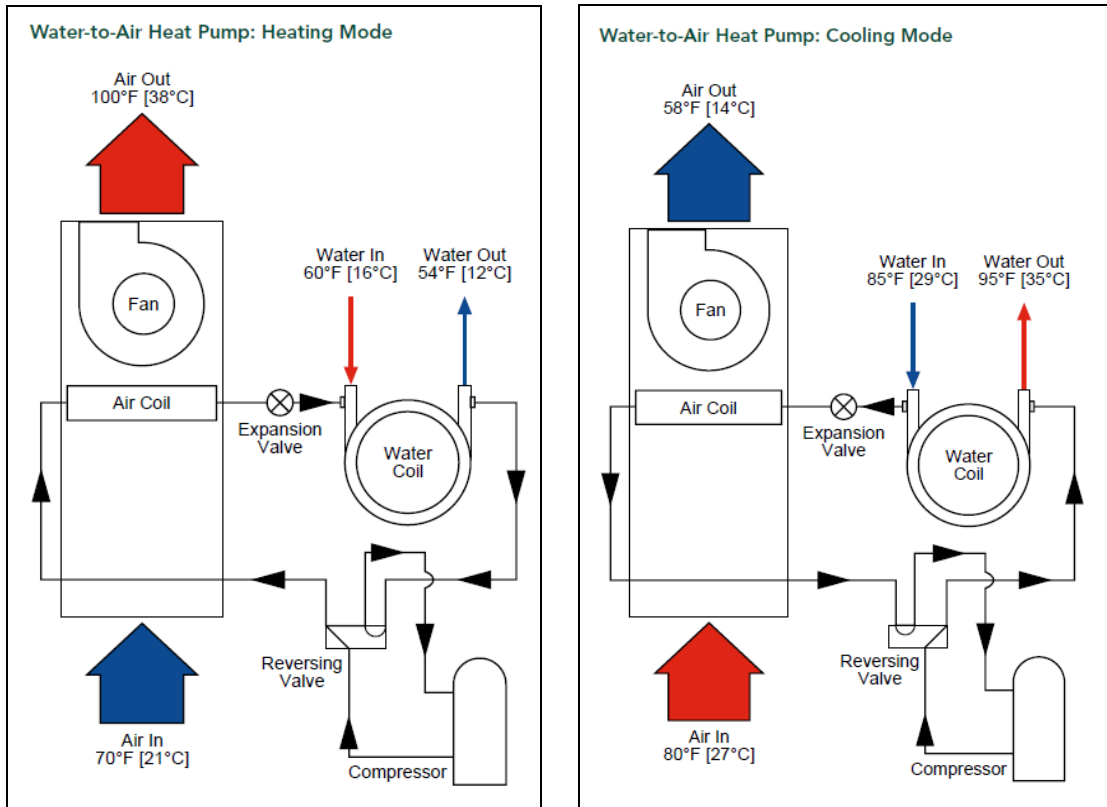 Water-to-Air Heat Pump: Heating Mode
Air Out
100°F [38°C]
Water In
60°F [16°C]
Water Out
54°F [12°C]
Fan
Air Coil
Expansion
Valve
Water
Coil
Reversing
Valve
Air In
70°F [21°C]
Compressor
Water-to-Air Heat Pump: Cooling Mode
Air Out
58°F [14°C]
Water In
85°F [29°C]
Water Out
95°F [35°C]
Fan
Air Coil
Expansion
Valve
Water
Coil
Reversing
Valve
Air In
80°F [27°C]
Compressor